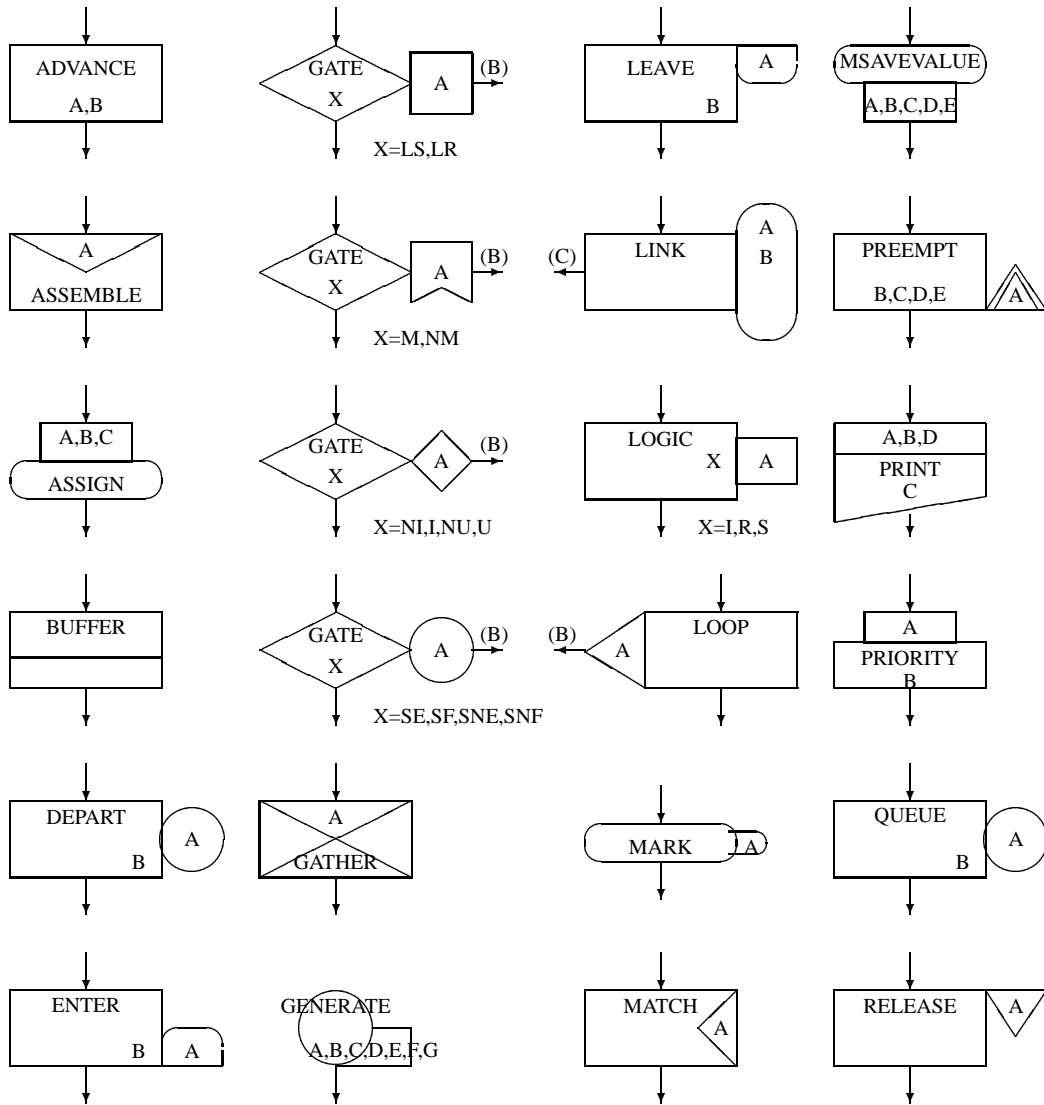 ADVANCE
A,B
GATE
X
A
(B)
X=LS,LR
LEAVE
A
B
MSAVEVALUE
A,B,C,D,E
A
ASSEMBLE
GATE
X
A
(B)
X=M,NM
(C)
LINK
A
B
PREEMPT
B,C,D,E
A
A,B,C
ASSIGN
GATE
X
A
(B)
X=NI,I,NU,U
LOGIC
X
A
X=I,R,S
A,B,D
PRINT
C
BUFFER
GATE
X
A
(B)
X=SE,SF,SNE,SNF
(B)
A
LOOP
A
PRIORITY
B
DEPART
B
A
A
GATHER
MARK
A
QUEUE
B
A
ENTER
B
A
GENERATE
A,B,C,D,E,F,G
MATCH
A
RELEASE
A